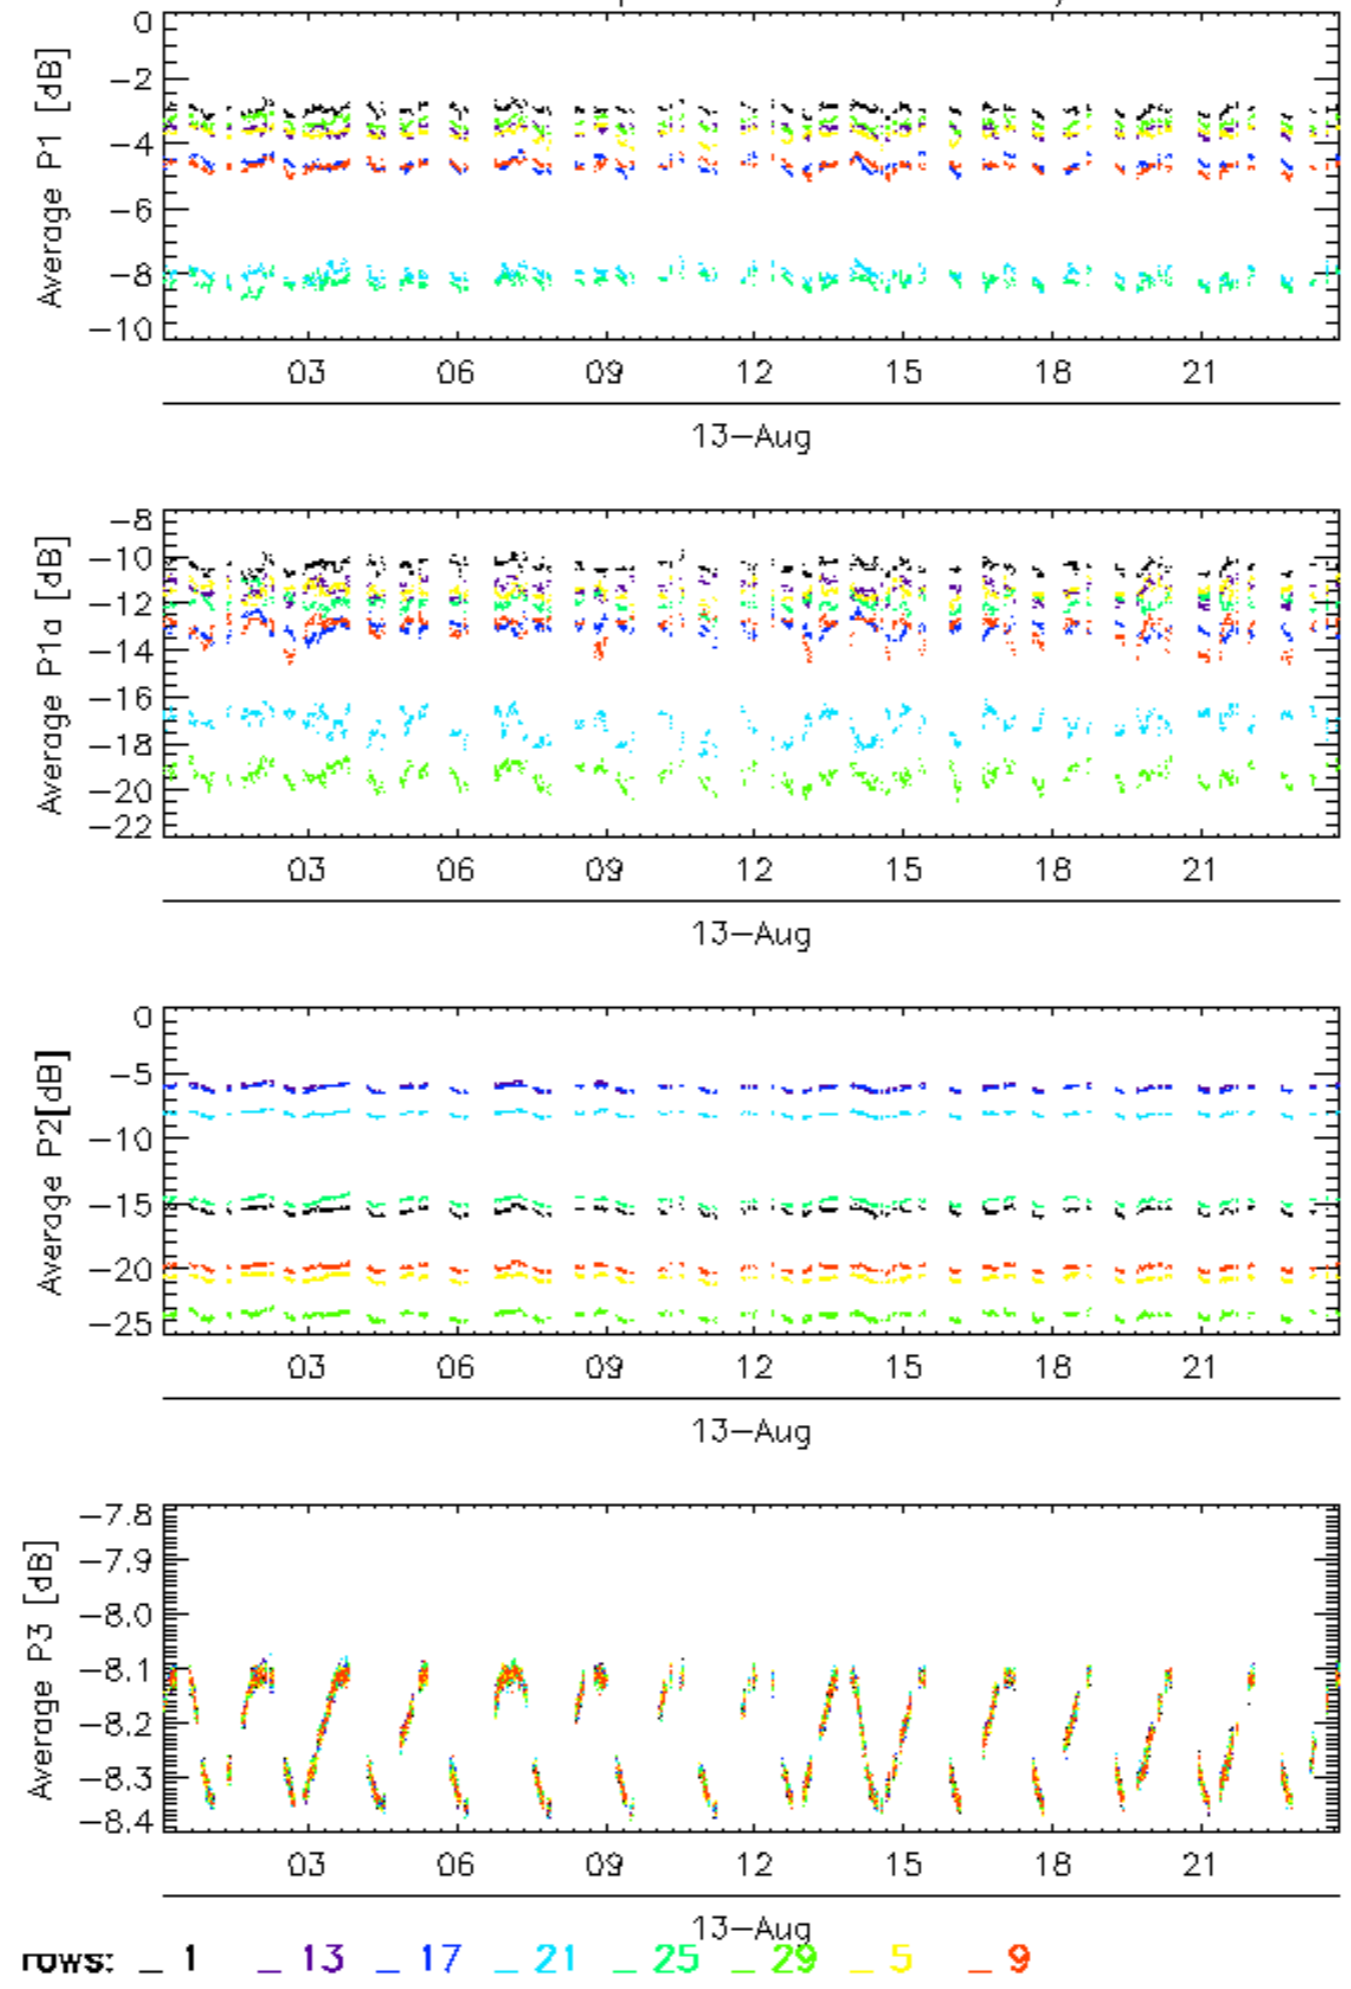 0
−2
−4
−6
−8
−10
Average P1 [dB]
03 06 09 12 15 18 21
13−Aug
−8
−10
−12
−14
−16
−18
−20
−22
Average P1a [dB]
03 06 09 12 15 18 21
13−Aug
0
−5
−10
−15
−20
−25
Average P2[dB]
03 06 09 12 15 18 21
13−Aug
−7.8
−7.9
−8.0
−8.1
−8.2
−8.3
−8.4
Average P3 [dB]
03 06 09 12 15 18 21
13−Aug
rows: _ 1 _ 13 _ 17 _ 21 _ 25 _ 29 _ 5 _ 9